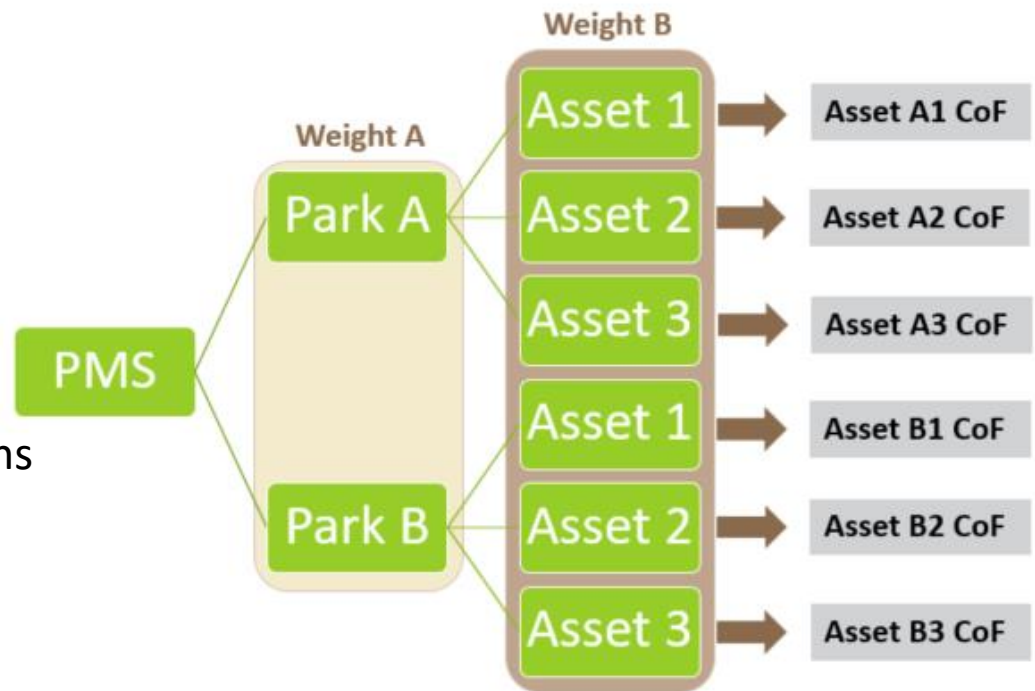 Weight B
Weight A
PMS
Park A
Park B
Asset 1
Asset 2
Asset 3
Asset 1
Asset 2
Asset 3
Asset A1 CoF
Asset A2 CoF
Asset A3 CoF
Asset B1 CoF
Asset B2 CoF
Asset B3 CoF